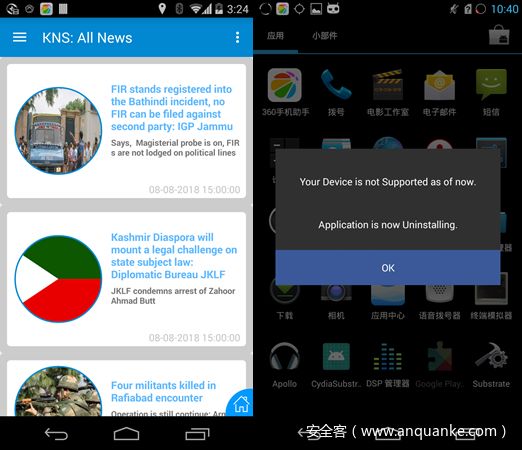 3:24
KNS: All News
FIR stands registered into
the Bathindi incident, no
FIR can be filed against
second party: IGP Jammu
Says, Magisterial probe is on, FIR
s are not lodged on political lines
08-08-2018 15:00:00
Kashmir Diaspora will
mount a legal challenge on
state subject law:
Diplomatic Bureau JKLF
JKLF condemns arrest of Zahoor
Ahmad Butt
08-08-2018 15:00:00
Four militants killed in
Rafiabad encounter
Operation is still continue: Arm
10:40
应用 小部件
360手机助手 拨号 电影工作室 电子邮件 短信
Your Device is not Supported as of now.
Application is now Uninstalling.
OK
下载 相机 应用中心 语音拨号器 终端模拟器
Apollo CydiaSubstr.. DSP 管理器 Google Play.. Substrate
安全客（www.anquanke.com）